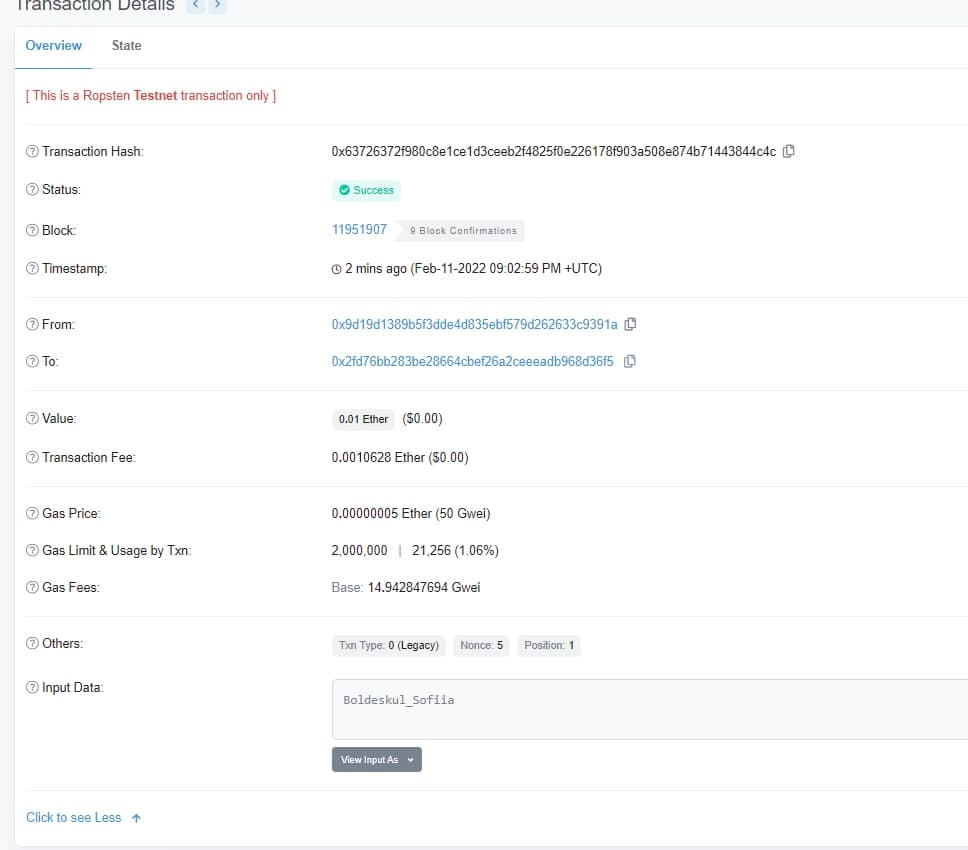 Transaction Details
Overview State
[ This is a Ropsten Testnet transaction only ]
Transaction Hash: 0x63726372f980c8e1ce1d3ceeb2f4825f0e226178f903a508e874b71443844c4c
Status: Success
Block: 11951907 9 Block Confirmations
Timestamp: 2 mins ago (Feb-11-2022 09:02:59 PM +UTC)
From: 0x9d19d1389b5f3dde4d835ebf579d262633c9391a
To: 0x2fd76bb283be28664cbef26a2ceeeadb968d36f5
Value: 0.01 Ether ($0.00)
Transaction Fee: 0.0010628 Ether ($0.00)
Gas Price: 0.00000005 Ether (50 Gwei)
Gas Limit & Usage by Txn: 2,000,000 | 21,256 (1.06%)
Gas Fees: Base: 14.942847694 Gwei
Others: Txn Type: 0 (Legacy) Nonce: 5 Position: 1
Input Data: Boldeskul_Sofiia
View Input As
Click to see Less ↑